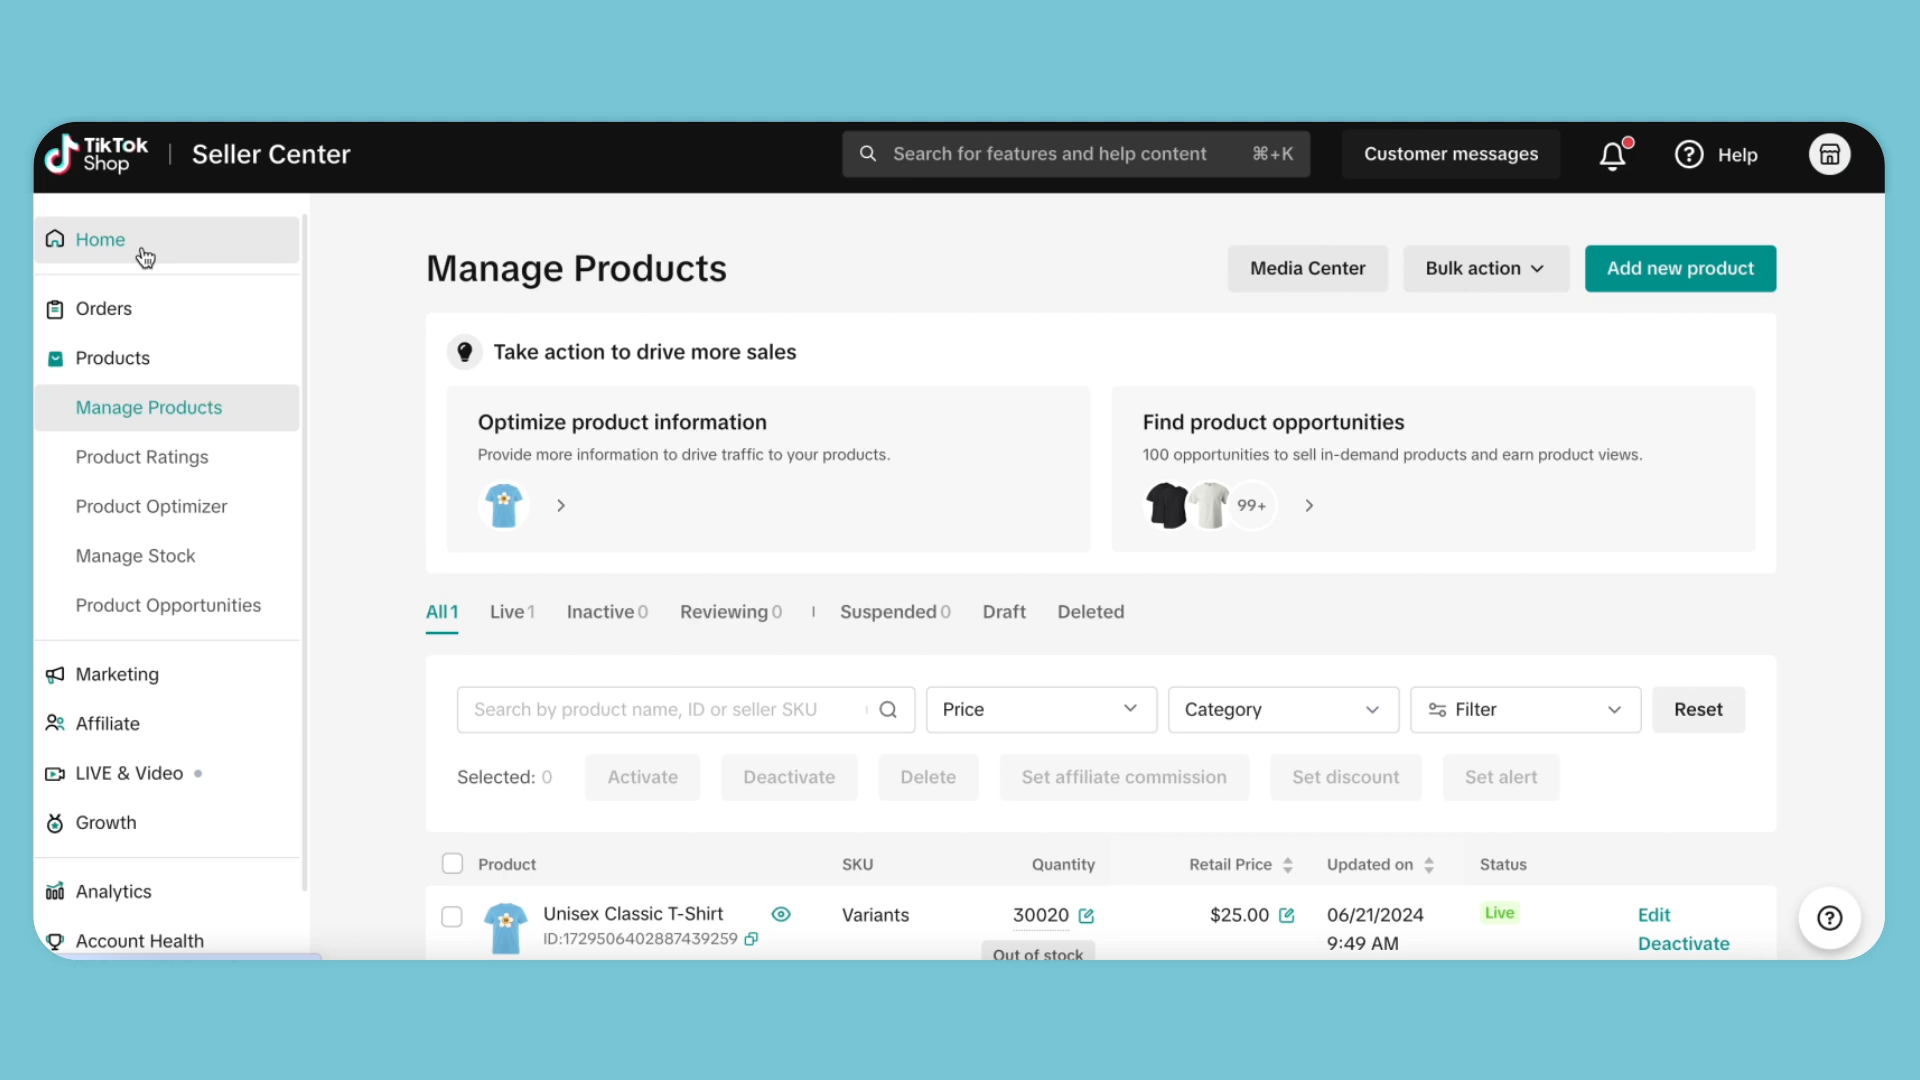 TikTok
Shop
Seller Center
Search for features and help content ⌘+K
Customer messages
Help
Home
Orders
Products
Manage Products
Product Ratings
Product Optimizer
Manage Stock
Product Opportunities
Marketing
Affiliate
LIVE & Video
Growth
Analytics
Account Health
Manage Products
Media Center
Bulk action
Add new product
Take action to drive more sales
Optimize product information
Provide more information to drive traffic to your products.
Find product opportunities
100 opportunities to sell in-demand products and earn product views.
99+
All 1 Live 1 Inactive 0 Reviewing 0 | Suspended 0 Draft Deleted
Search by product name, ID or seller SKU
Price
Category
Filter
Reset
Selected: 0
Activate
Deactivate
Delete
Set affiliate commission
Set discount
Set alert
Product SKU Quantity Retail Price Updated on Status
Unisex Classic T-Shirt Variants 30020 $25.00 06/21/2024 Live Edit
ID:1729506402887439259 9:49 AM Deactivate
Out of stock